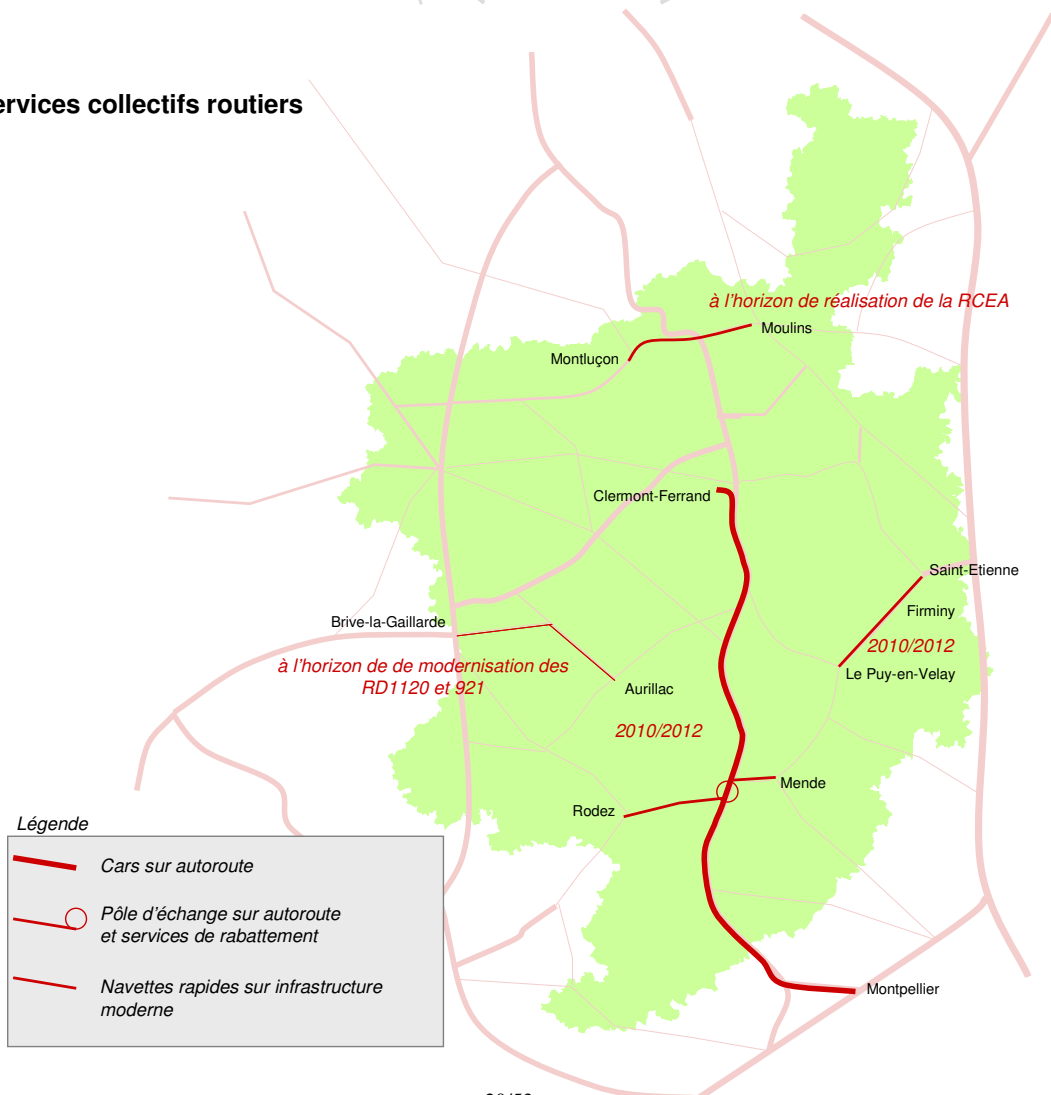 ervices collectifs routiers
à l'horizon de réalisation de la RCEA
Moulins
Montluçon
Clermont-Ferrand
Saint-Etienne
Firminy
Brive-la-Gaillarde
2010/2012
à l'horizon de de modernisation des
RD1120 et 921
Le Puy-en-Velay
Aurillac
2010/2012
Mende
Rodez
Légende
Cars sur autoroute
Pôle d'échange sur autoroute
et services de rabattement
Navettes rapides sur infrastructure
moderne
Montpellier